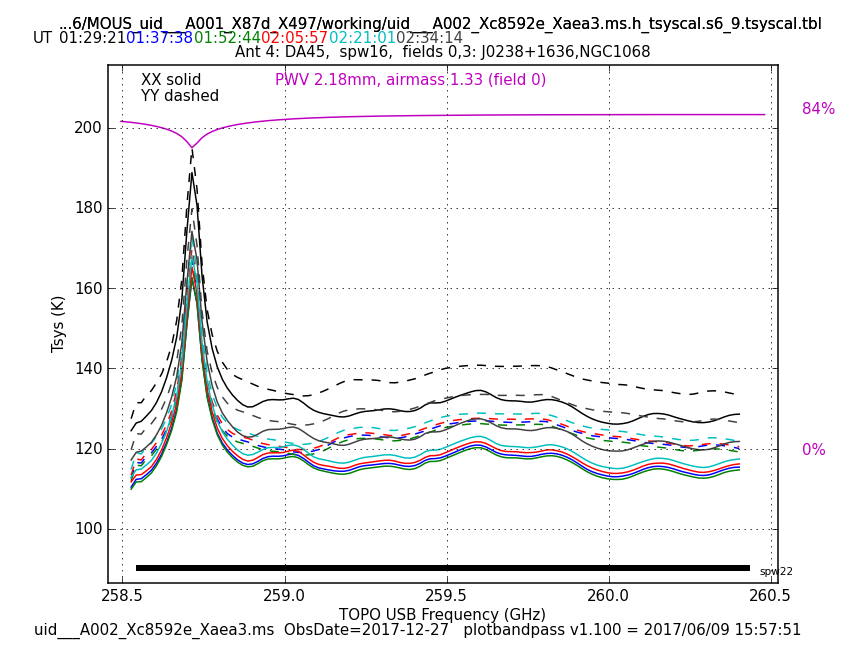 ...6/MOUS_uid___A001_X87d_X497/working/uid___A002_Xc8592e_Xaea3.ms.h_tsyscal.s6_9.tsyscal.tbl
UT 01:29:21 01:37:38 01:52:44 02:05:57 02:21:01 02:34:14
Ant 4: DA45, spw16, fields 0,3: J0238+1636,NGC1068
XX solid
PWV 2.18mm, airmass 1.33 (field 0)
YY dashed
84%
200
180
160
Tsys (K)
140
120
0%
100
spw22
258.5 259.0 259.5 260.0 260.5
TOPO USB Frequency (GHz)
uid___A002_Xc8592e_Xaea3.ms ObsDate=2017-12-27 plotbandpass v1.100 = 2017/06/09 15:57:51